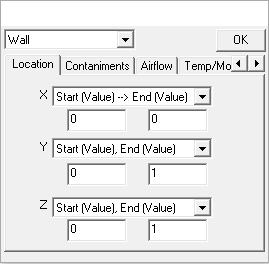 Wall OK
Location Contaminents Airflow Temp/Mo
X Start (Value) --> End (Value)
0 0
Y Start (Value), End (Value)
0 1
Z Start (Value), End (Value)
0 1